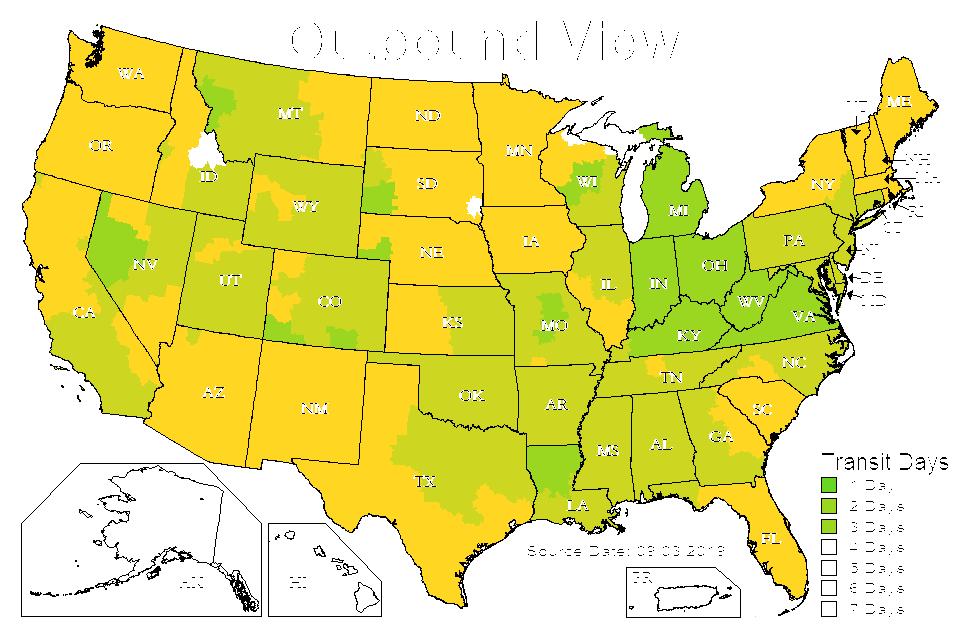 Outbound View
WA
MT
ND
MN
ME
OR
ID
SD
WI
NH
WY
MI
NY
RI
CT
NE
IA
PA
NV
UT
CO
IL
IN
OH
NJ
DE
MD
CA
KS
MO
KY
WV
VA
AZ
NM
OK
AR
TN
NC
SC
MS
AL
GA
TX
LA
FL
Transit Days
1 Day
2 Days
3 Days
4 Days
5 Days
6 Days
7 Days
Source Date: 09.03.2019
AK
HI
PR